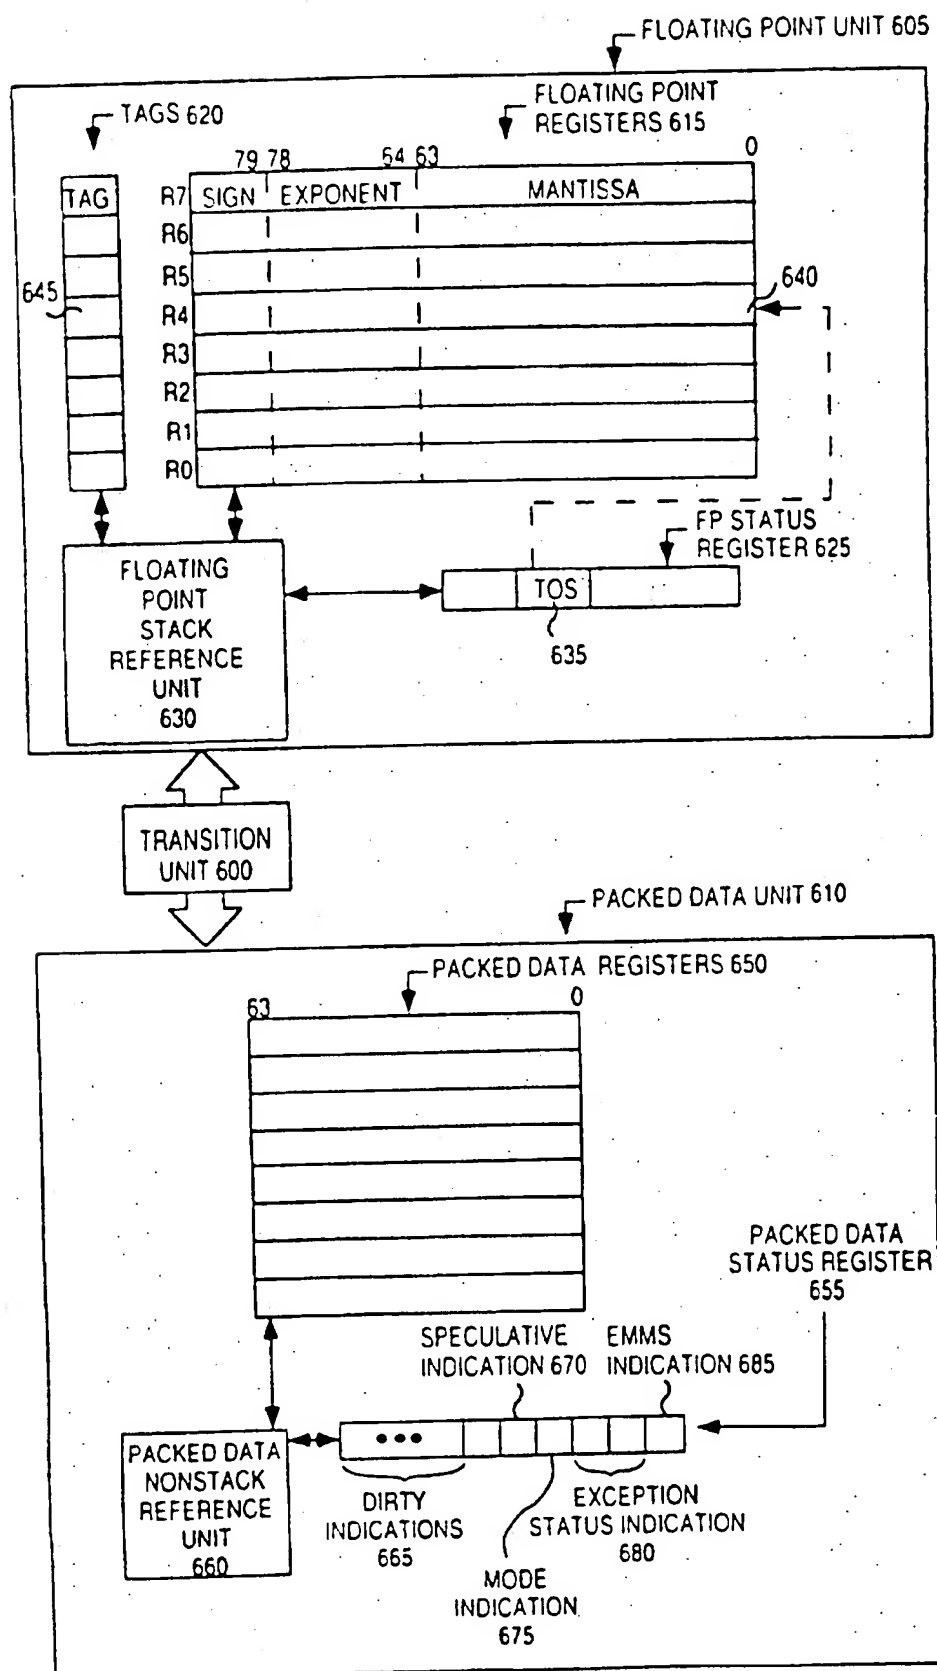 FLOATING POINT UNIT 605
TAGS 620
FLOATING POINT
REGISTERS 615
79 78 64 63 0
TAG
R7 SIGN EXPONENT MANTISSA
R6
R5
645
640
R4
R3
R2
R1
R0
FP STATUS
REGISTER 625
TOS
635
FLOATING
POINT
STACK
REFERENCE
UNIT
630
TRANSITION
UNIT 600
PACKED DATA UNIT 610
PACKED DATA REGISTERS 650
63 0
PACKED DATA
STATUS REGISTER
655
SPECULATIVE
INDICATION 670
EMMS
INDICATION 685
PACKED DATA
NONSTACK
REFERENCE
UNIT
660
DIRTY
INDICATIONS
665
EXCEPTION
STATUS INDICATION
680
MODE
INDICATION
675